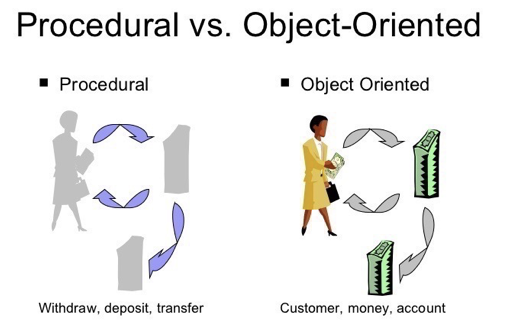 Procedural vs. Object-Oriented
Procedural
Object Oriented
Withdraw, deposit, transfer
Customer, money, account